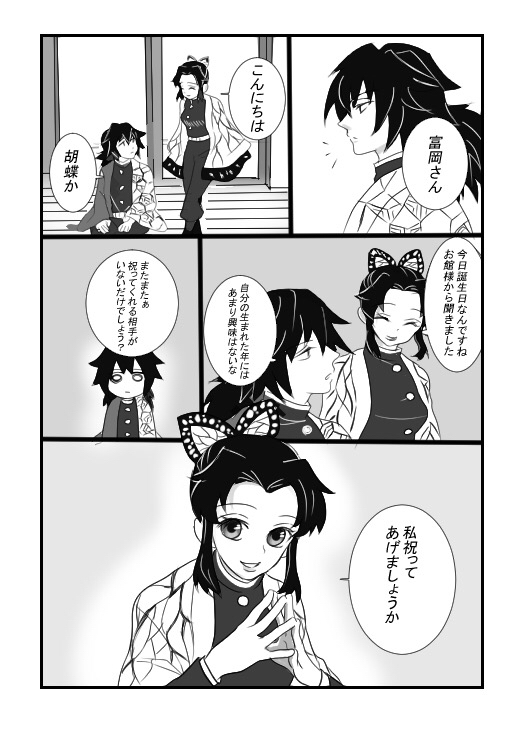 富岡さん
こんにちは
胡蝶か
今日誕生日なんですね
お館様から聞きました
自分の生まれた年には
あまり興味はないな
またまたぁ
祝ってくれる相手が
いないだけでしょう？
私祝って
あげましょうか